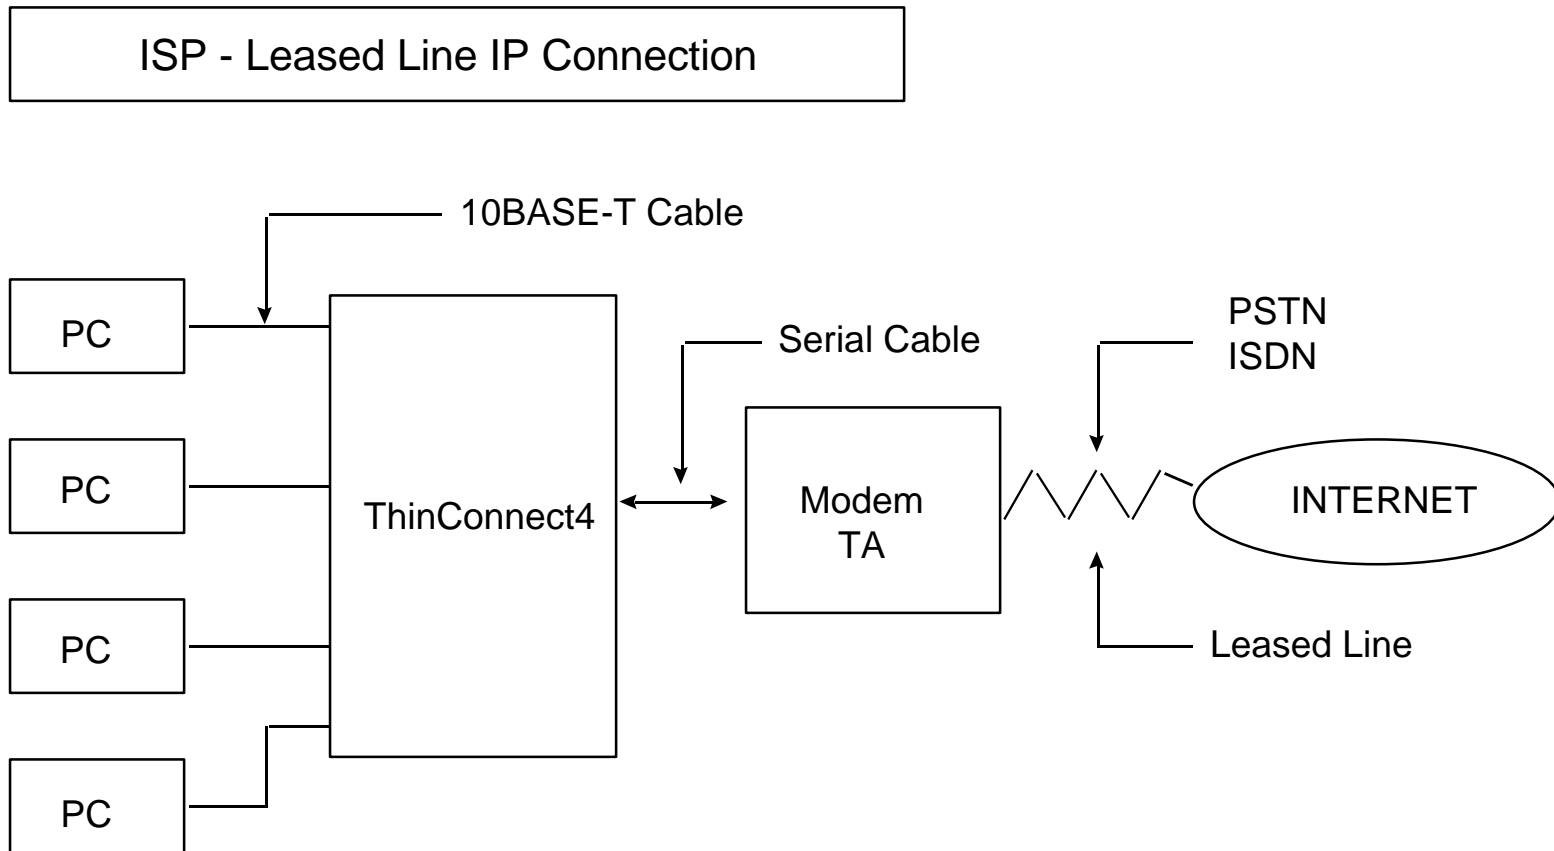 ISP - Leased Line IP Connection
10BASE-T Cable
PC
PC
PC
PC
ThinConnect4
Serial Cable
Modem
TA
PSTN
ISDN
INTERNET
Leased Line